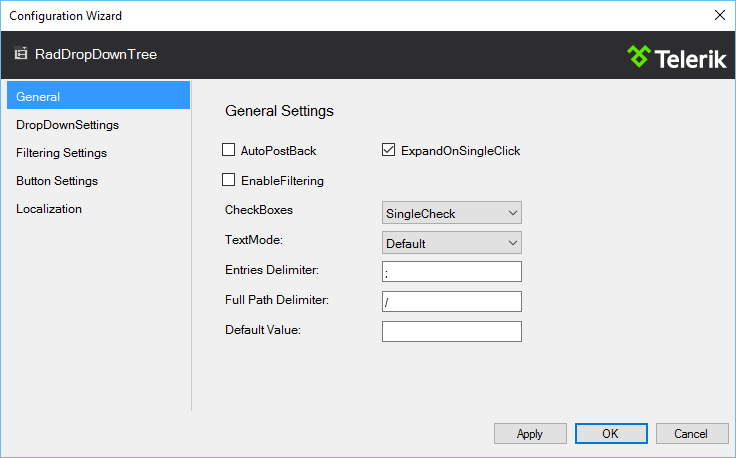 Configuration Wizard
RadDropDownTree
Telerik
General
DropDownSettings
Filtering Settings
Button Settings
Localization
General Settings
AutoPostBack
ExpandOnSingleClick
EnableFiltering
CheckBoxes
SingleCheck
TextMode:
Default
Entries Delimiter:
;
Full Path Delimiter:
/
Default Value:
Apply
OK
Cancel